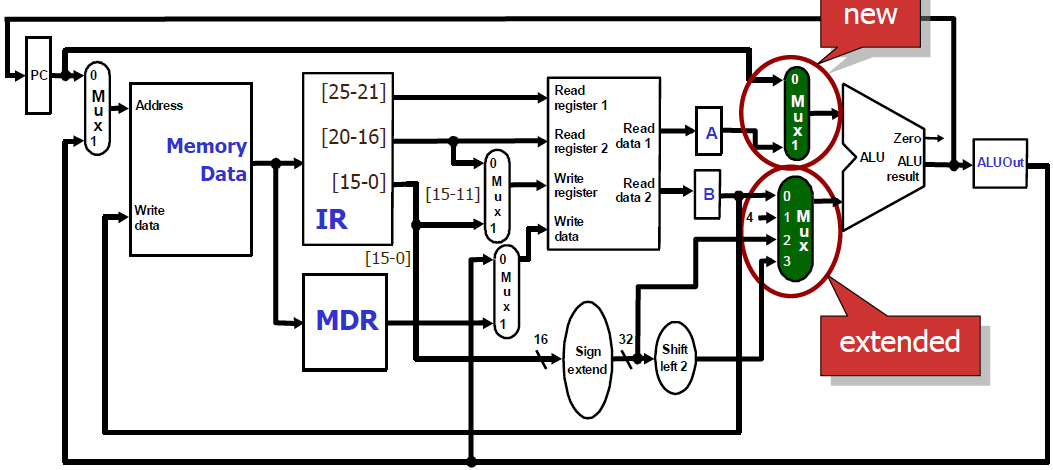 new
PC
0
M
u
x
1
Address
Memory
Data
Write
data
[25-21]
[20-16]
[15-0]
IR
[15-11]
[15-0]
MDR
0
M
u
x
1
0
M
u
x
1
Read
register 1
Read
register 2
Write
register
Write
data
Read
data 1
Read
data 2
A
B
0
M
u
x
1
4
0
1
2
3
M
u
x
Zero
ALU
ALU
result
ALUOut
16
Sign
extend
32
Shift
left 2
extended